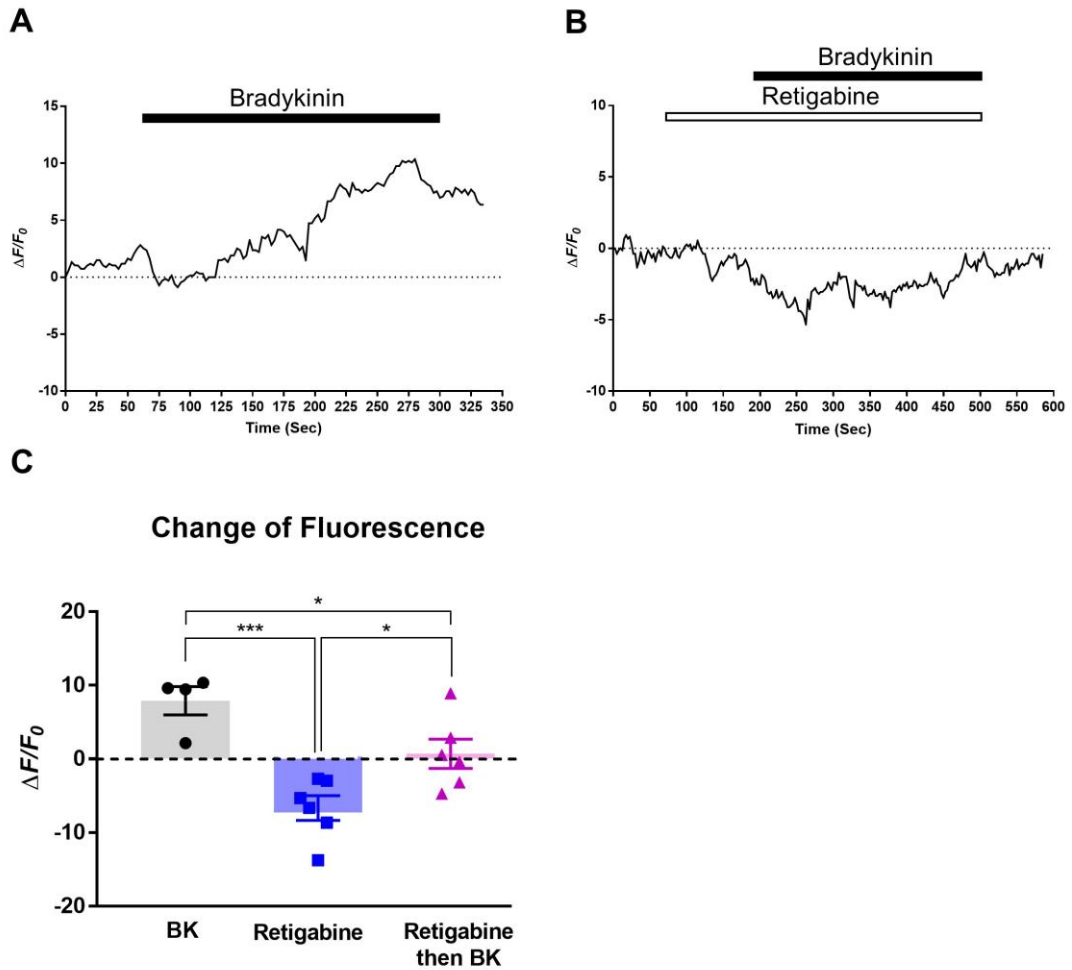 A
Bradykinin
15
10
5
0
-5
-10
ΔF/F0
0 25 50 75 100 125 150 175 200 225 250 275 300 325 350
Time (Sec)
B
Bradykinin
Retigabine
10
5
0
-5
-10
ΔF/F0
0 50 100 150 200 250 300 350 400 450 500 550 600
Time (Sec)
C
Change of Fluorescence
20
10
0
-10
-20
ΔF/F0
*
*** *
BK Retigabine Retigabine
then BK